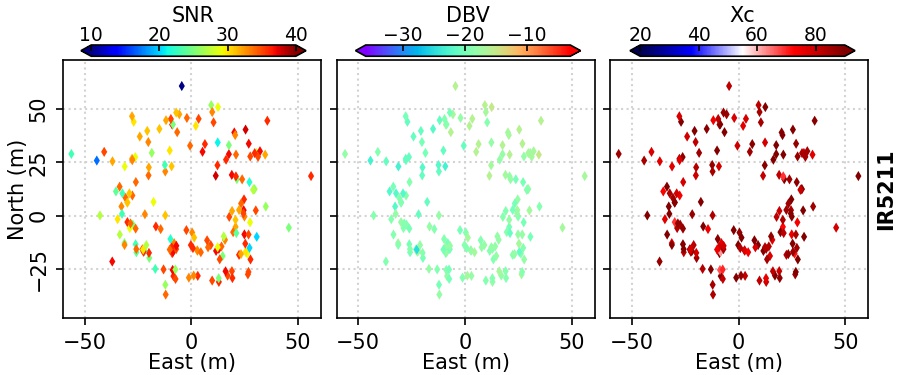 SNR DBV Xc
10 20 30 40 −30 −20 −10 20 40 60 80
50
25
0
−25
North (m)
IR5211
−50 0 50 −50 0 50 −50 0 50
East (m) East (m) East (m)